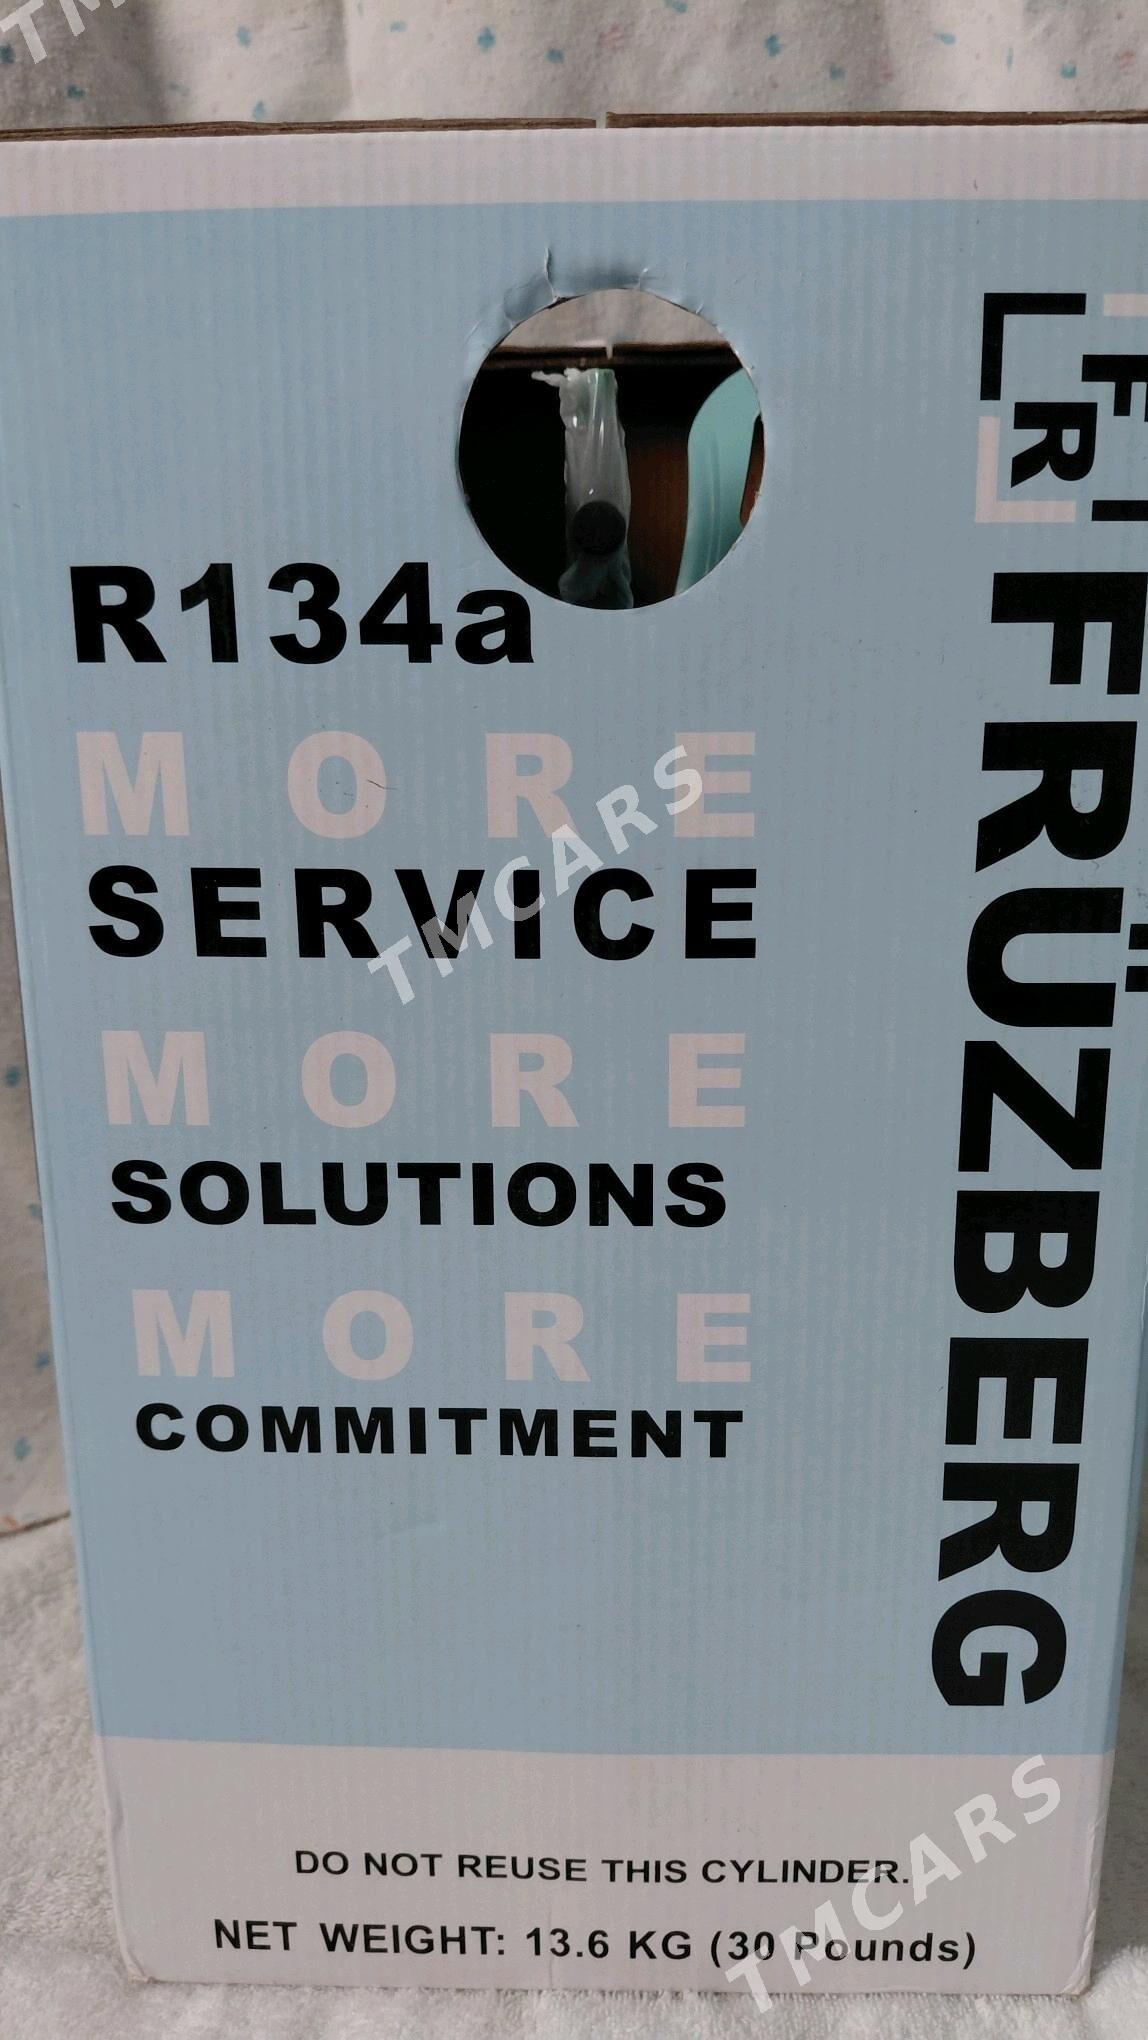 R134a
MORE
SERVICE
MORE
SOLUTIONS
MORE
COMMITMENT
FRÜZBERG
DO NOT REUSE THIS CYLINDER.
NET WEIGHT: 13.6 KG (30 Pounds)
TMCARS
TMCARS